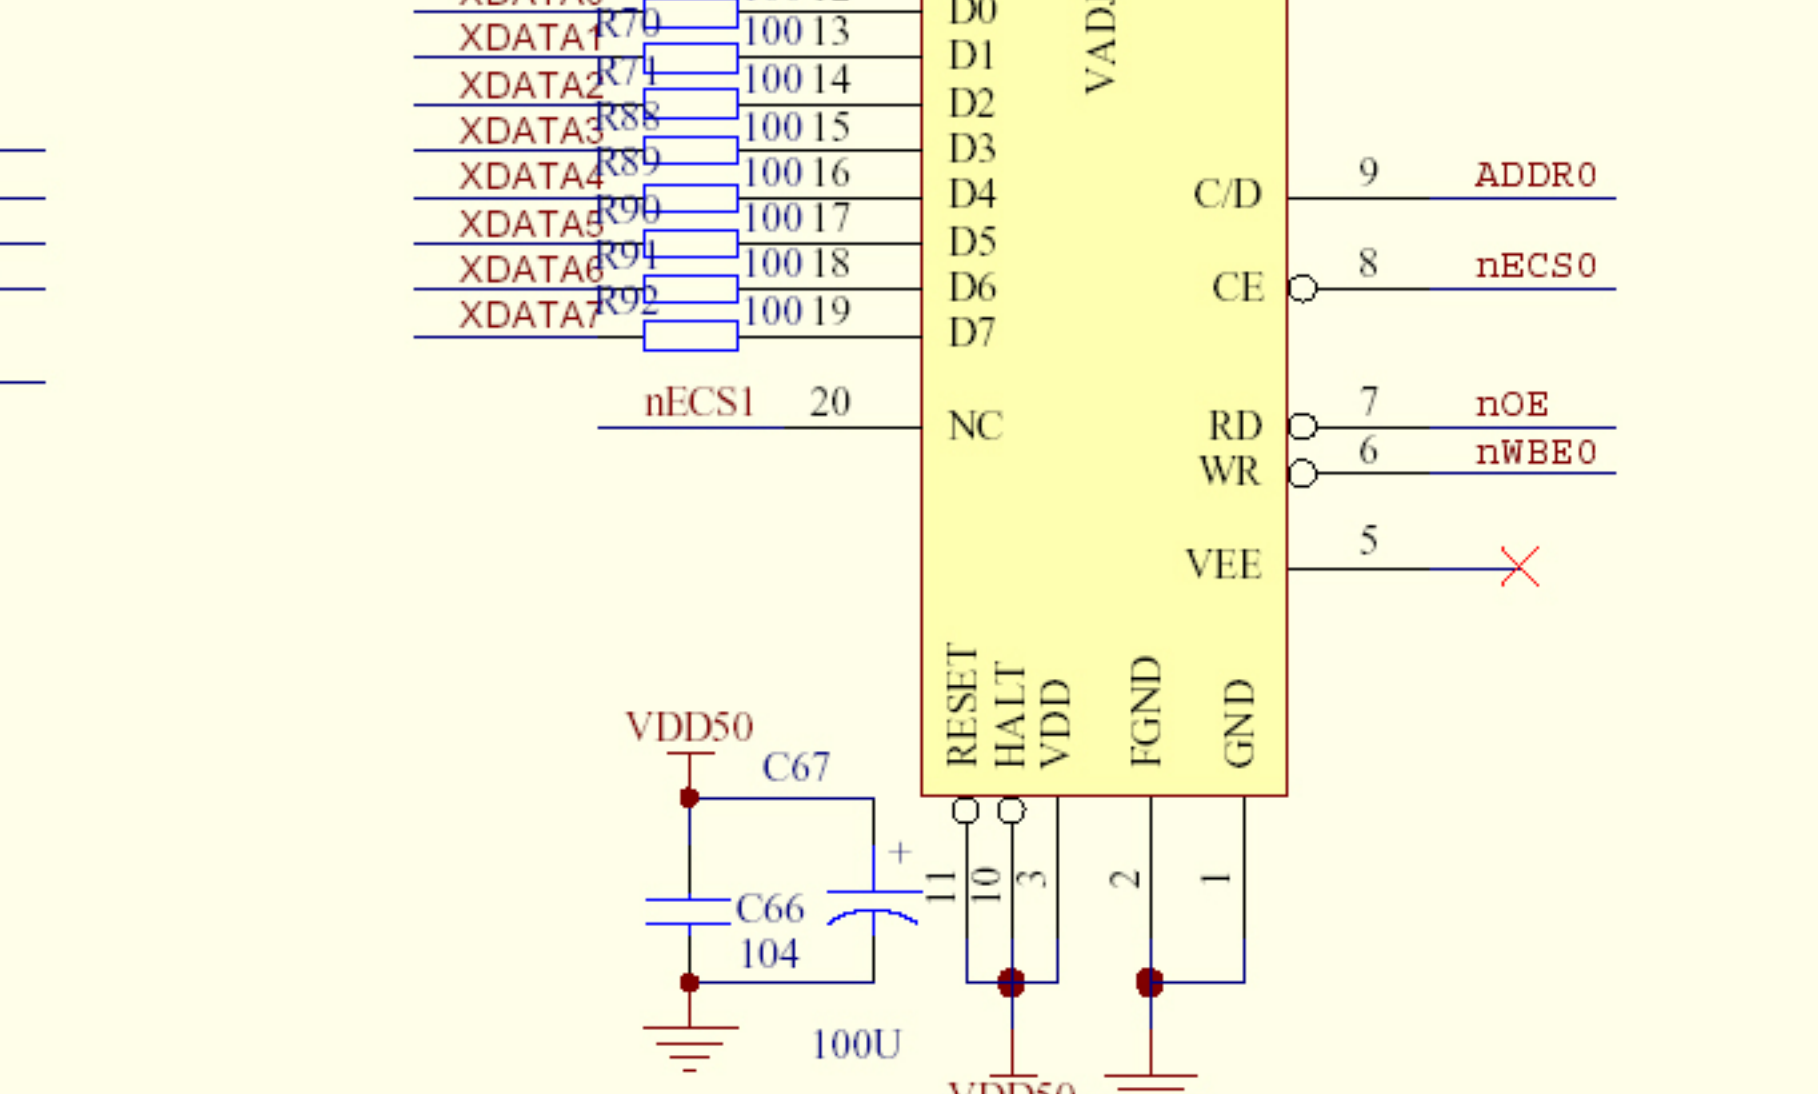 D0
VADJ
R70
XDATA1
100
13
D1
R71
XDATA2
100
14
D2
R88
XDATA3
100
15
D3
R89
XDATA4
100
16
D4
C/D
9
ADDR0
R90
XDATA5
100
17
D5
R91
XDATA6
100
18
D6
CE
8
nECS0
R92
XDATA7
100
19
D7
nECS1
20
NC
RD
7
nOE
WR
6
nWBE0
VEE
5
RESET
HALT
VDD
FGND
GND
VDD50
C67
+
11
10
3
2
1
C66
104
100U
VDD50